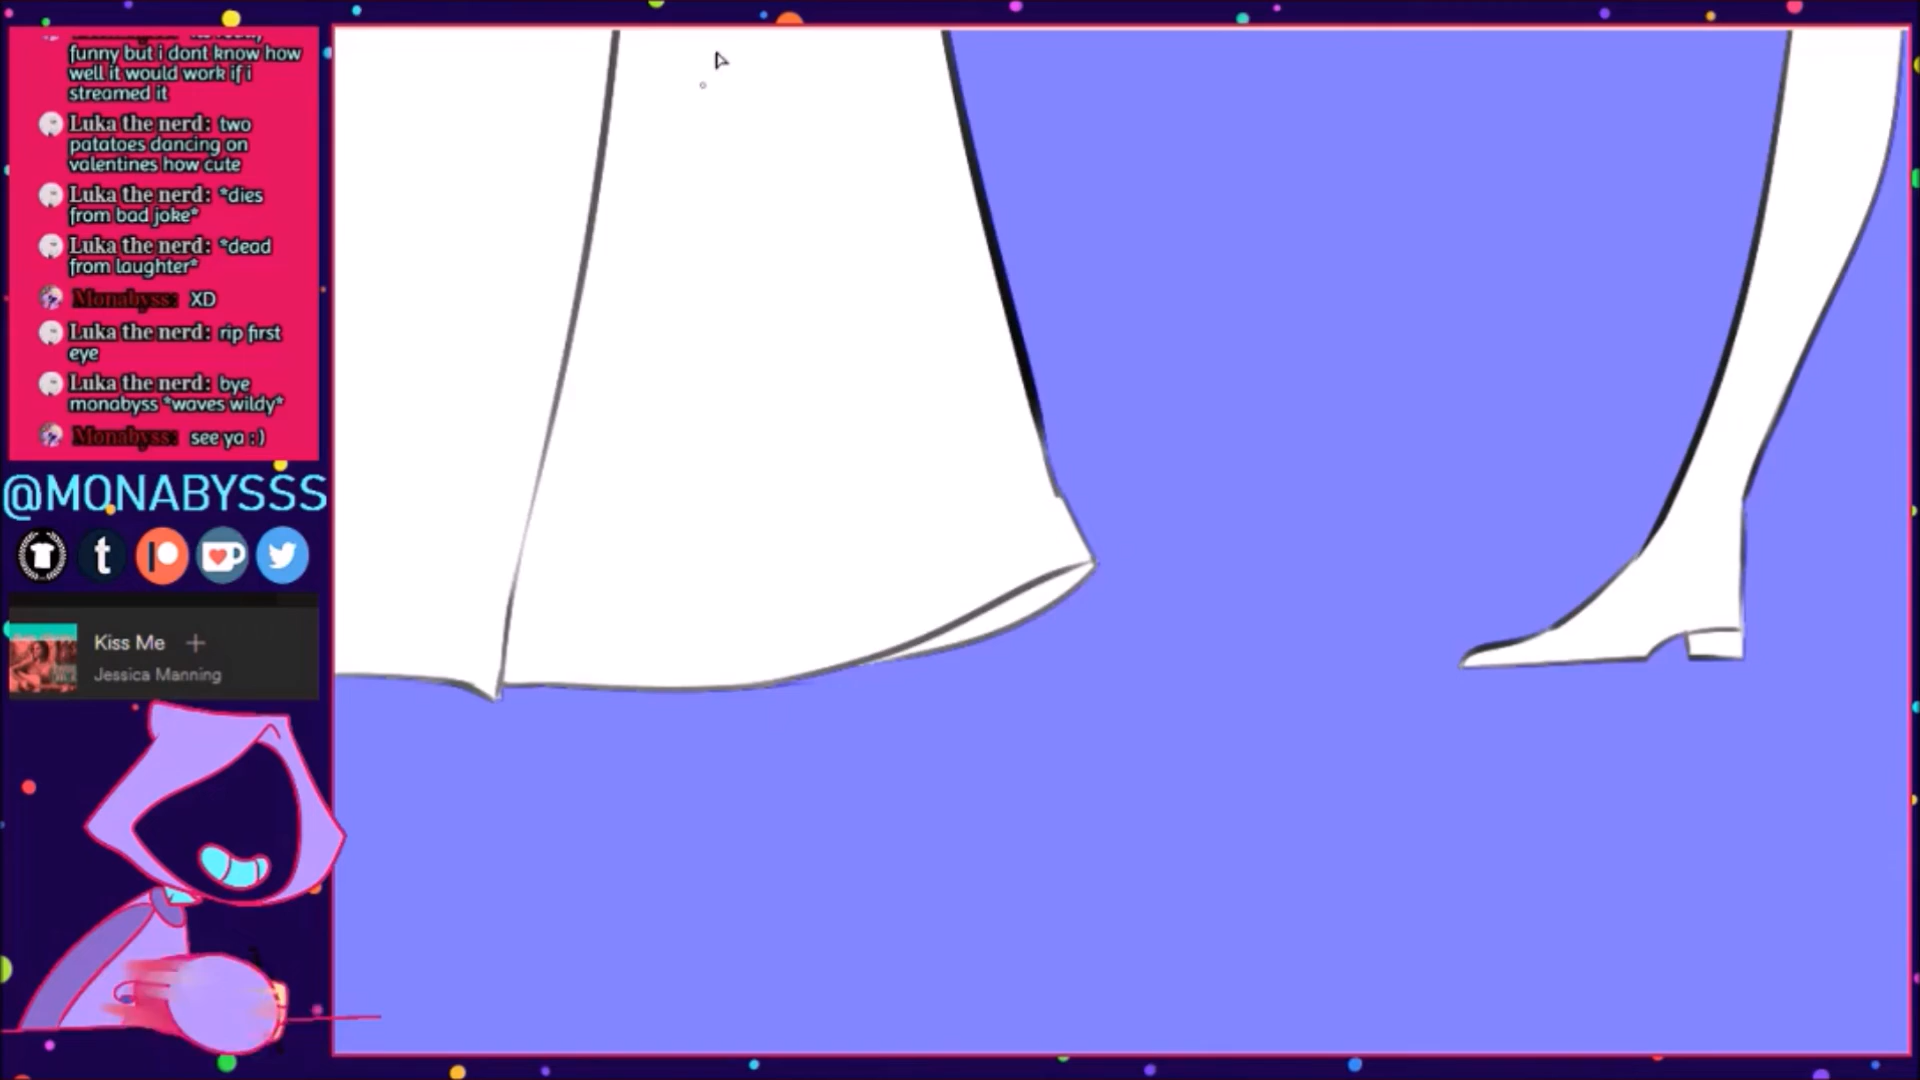 funny but i dont know how
well it would work if i
streamed it
Luka the nerd: two
patatoes dancing on
valentines how cute
Luka the nerd: *dies
from bad joke*
Luka the nerd: *dead
from laughter*
Monabyss: XD
Luka the nerd: rip first
eye
Luka the nerd: bye
monabyss *waves wildy*
Monabyss: see ya :)
@MONABYSSS
Kiss Me
Jessica Manning